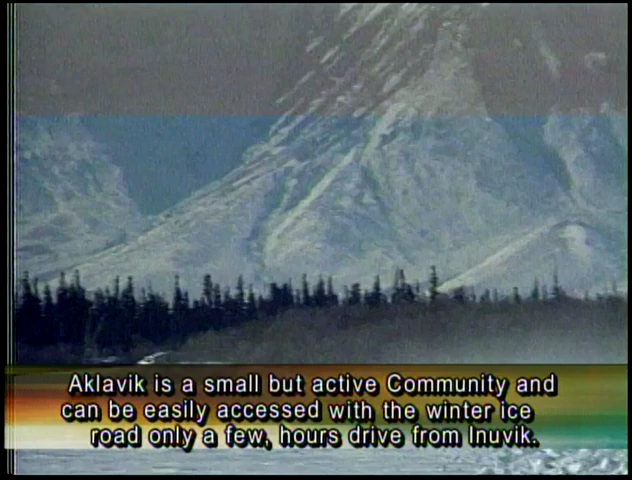 Aklavik is a small but active Community and
can be easily accessed with the winter ice
road only a few, hours drive from Inuvik.